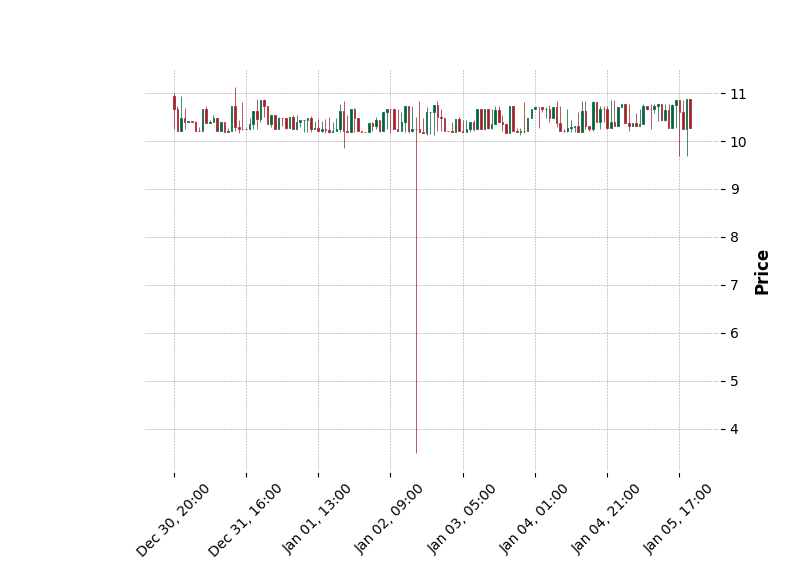 11
10
9
8
7
6
5
4
Price
Dec 30, 20:00
Dec 31, 16:00
Jan 01, 13:00
Jan 02, 09:00
Jan 03, 05:00
Jan 04, 01:00
Jan 04, 21:00
Jan 05, 17:00